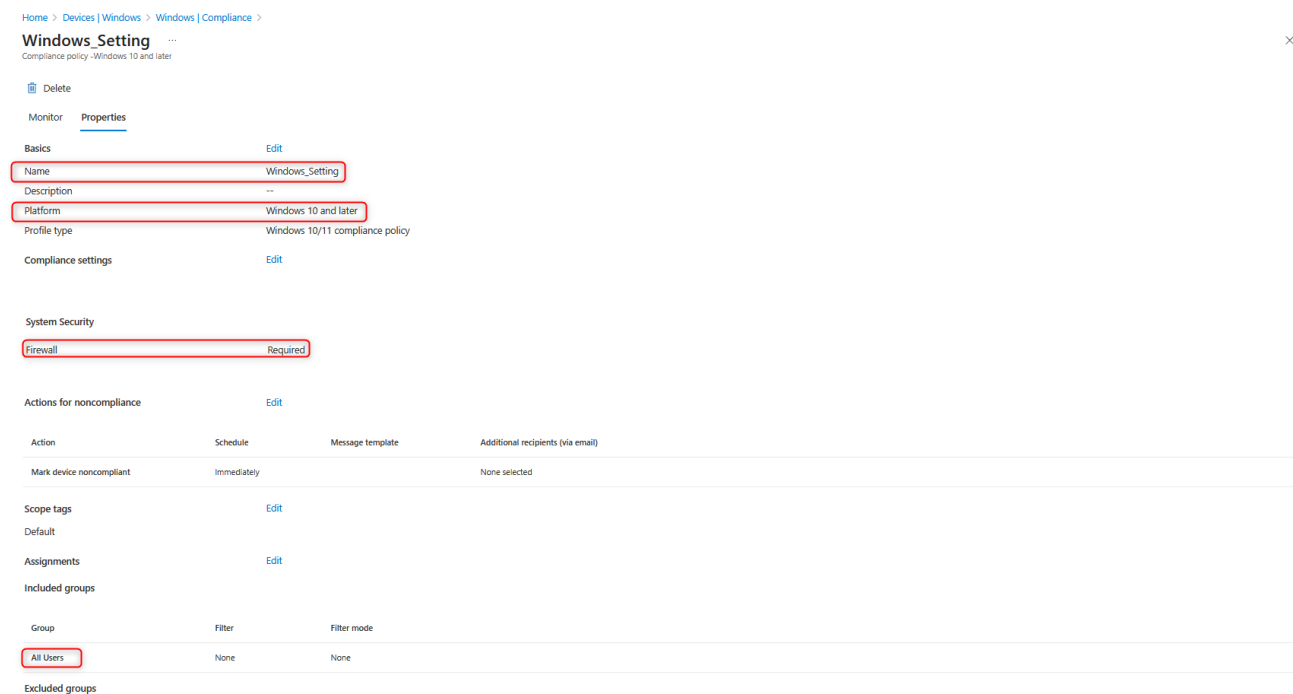 Home > Devices | Windows > Windows | Compliance >
Windows_Setting ...
Compliance policy -Windows 10 and later
Delete
Monitor Properties
Basics Edit
Name Windows_Setting
Description --
Platform Windows 10 and later
Profile type Windows 10/11 compliance policy
Compliance settings Edit
System Security
Firewall Required
Actions for noncompliance Edit
Action Schedule Message template Additional recipients (via email)
Mark device noncompliant Immediately None selected
Scope tags Edit
Default
Assignments Edit
Included groups
Group Filter Filter mode
All Users None None
Excluded groups